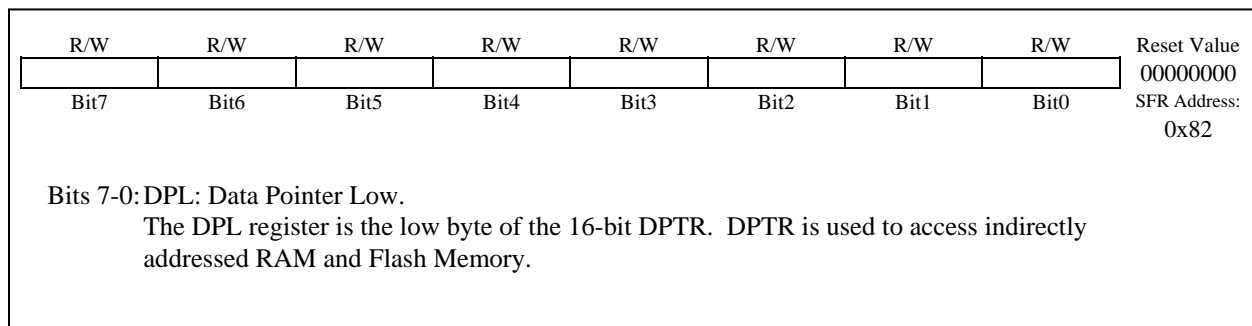 R/W R/W R/W R/W R/W R/W R/W R/W Reset Value
00000000
Bit7 Bit6 Bit5 Bit4 Bit3 Bit2 Bit1 Bit0 SFR Address:
0x82
Bits 7-0: DPL: Data Pointer Low.
The DPL register is the low byte of the 16-bit DPTR. DPTR is used to access indirectly
addressed RAM and Flash Memory.